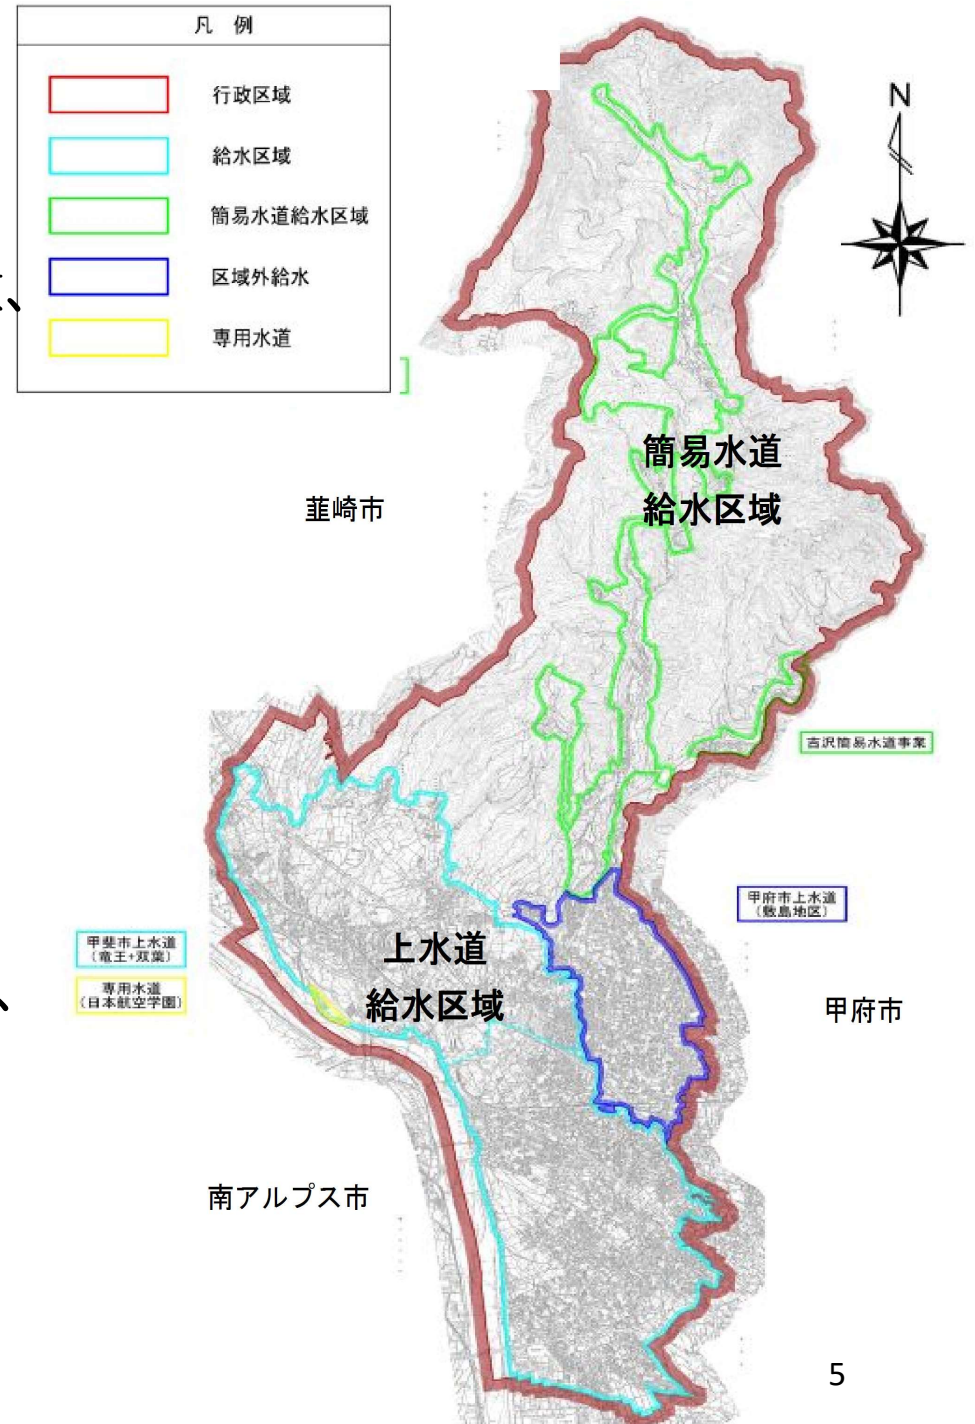 凡 例
行政区域
給水区域
簡易水道給水区域
区域外給水
専用水道
N
簡易水道
給水区域
韮崎市
吉沢簡易水道事業
甲府市上水道
(敷島地区)
甲斐市上水道
(竜王+双葉)
専用水道
(日本航空学園)
上水道
給水区域
甲府市
南アルプス市
5